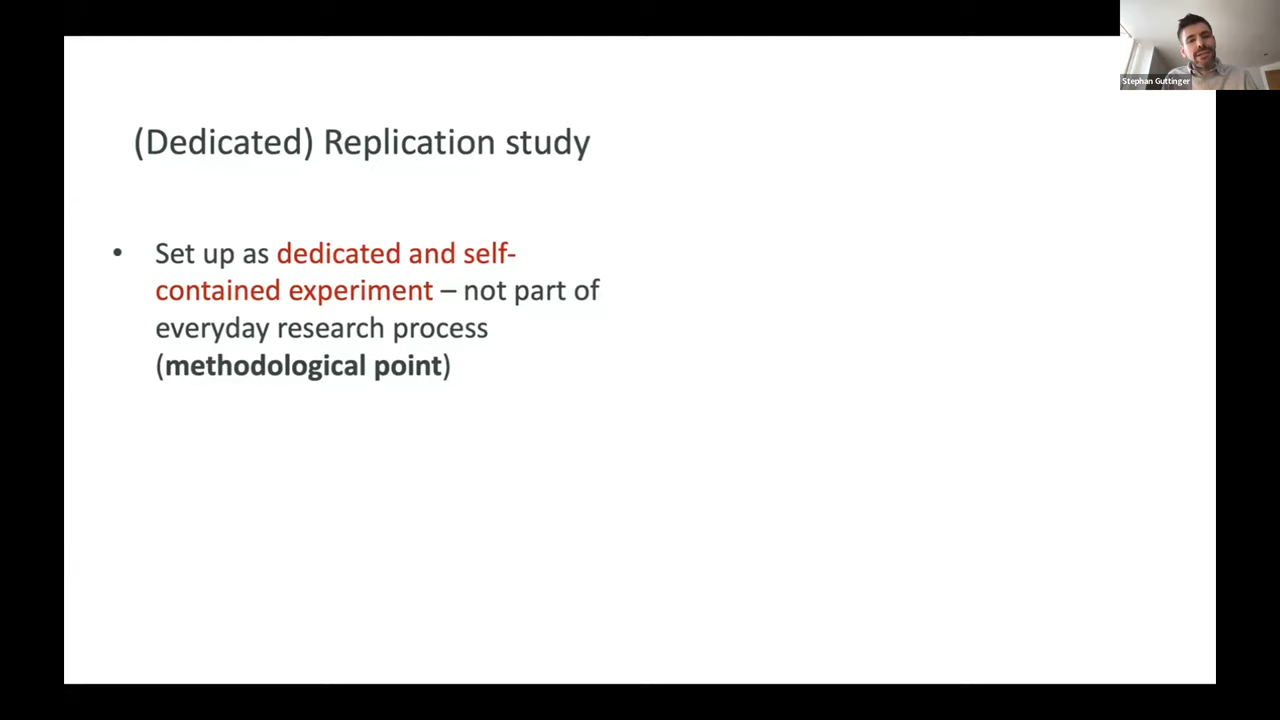 Stephan Guttinger
(Dedicated) Replication study
• Set up as dedicated and self-
contained experiment – not part of
everyday research process
(methodological point)